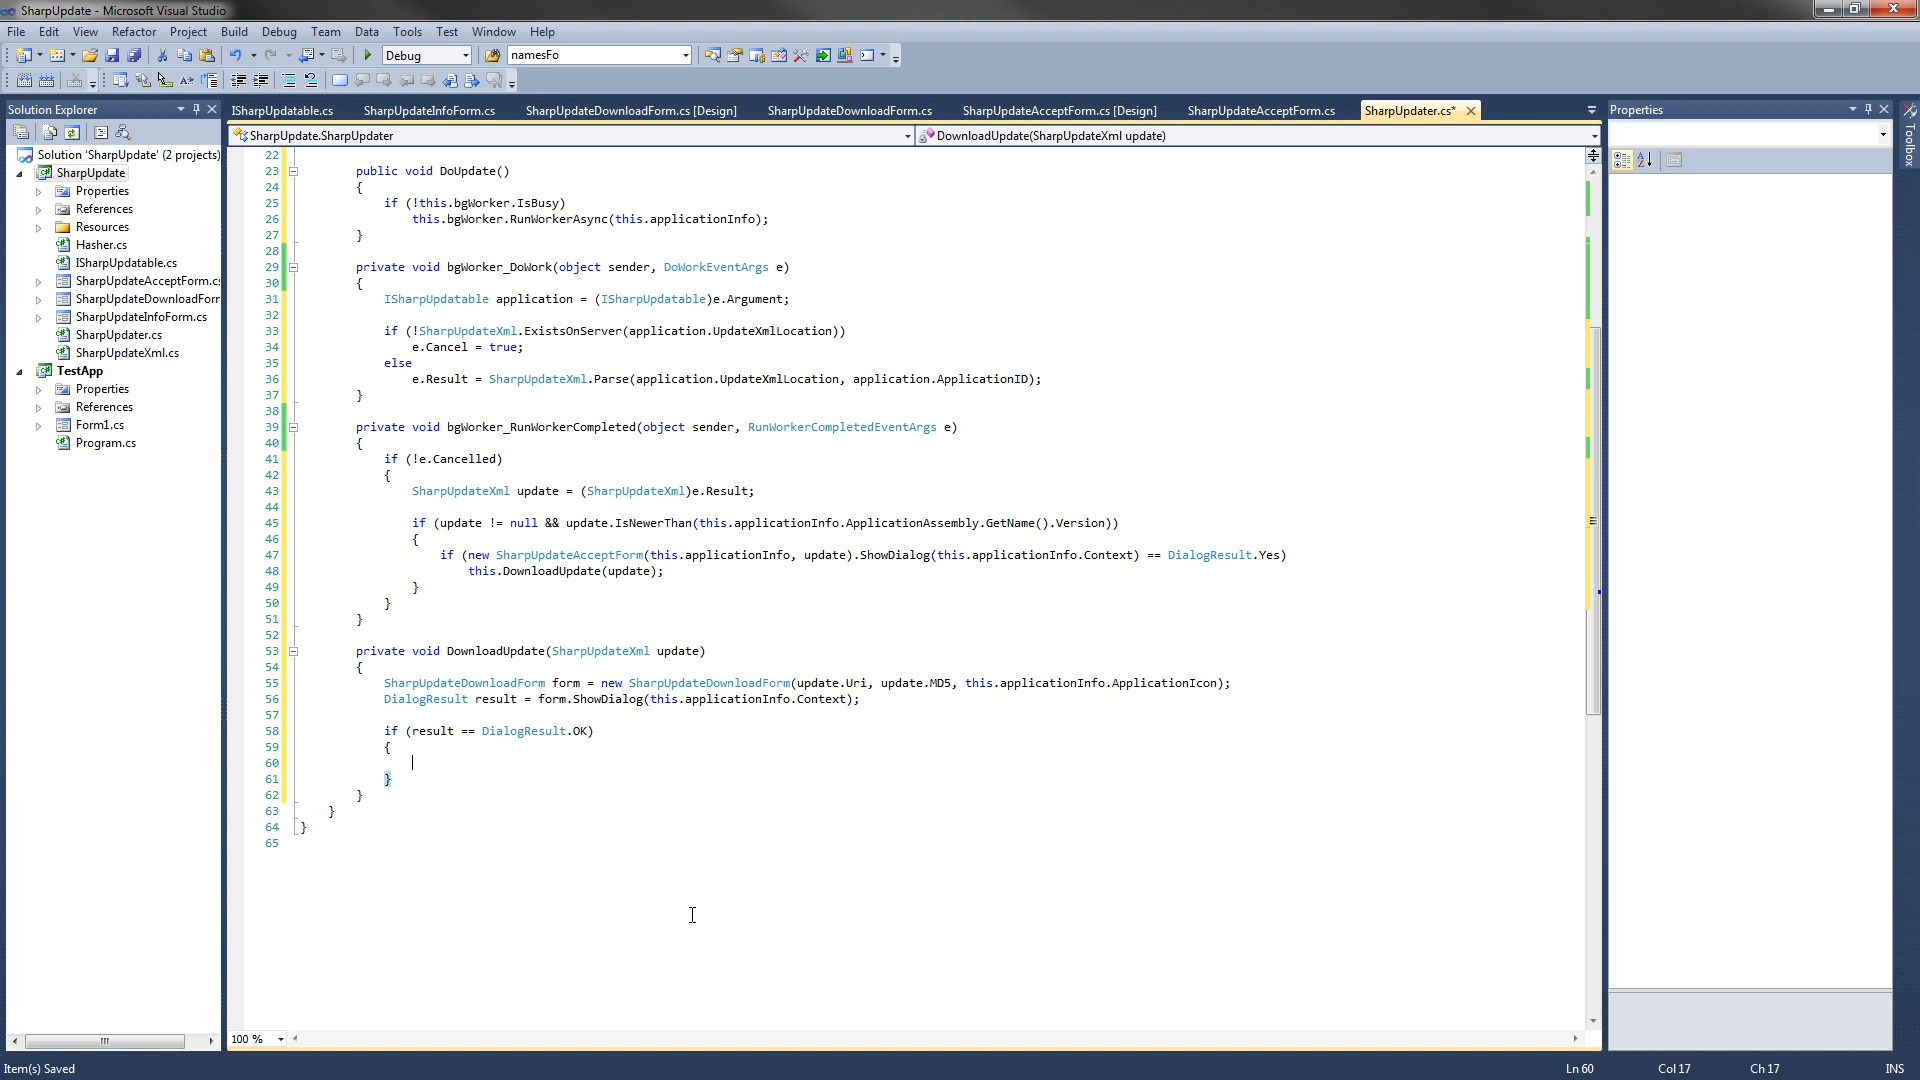 SharpUpdate - Microsoft Visual Studio
File Edit View Refactor Project Build Debug Team Data Tools Test Window Help
Debug namesFo
Solution Explorer
ISharpUpdatable.cs SharpUpdateInfoForm.cs SharpUpdateDownloadForm.cs [Design] SharpUpdateDownloadForm.cs SharpUpdateAcceptForm.cs [Design] SharpUpdateAcceptForm.cs SharpUpdater.cs*
Properties
Toolbox
SharpUpdate.SharpUpdater DownloadUpdate(SharpUpdateXml update)
Solution 'SharpUpdate' (2 projects)
SharpUpdate
Properties
References
Resources
Hasher.cs
ISharpUpdatable.cs
SharpUpdateAcceptForm.cs
SharpUpdateDownloadForm
SharpUpdateInfoForm.cs
SharpUpdater.cs
SharpUpdateXml.cs
TestApp
Properties
References
Form1.cs
Program.cs
22
23 public void DoUpdate()
24 {
25 if (!this.bgWorker.IsBusy)
26 this.bgWorker.RunWorkerAsync(this.applicationInfo);
27 }
28
29 private void bgWorker_DoWork(object sender, DoWorkEventArgs e)
30 {
31 ISharpUpdatable application = (ISharpUpdatable)e.Argument;
32
33 if (!SharpUpdateXml.ExistsOnServer(application.UpdateXmlLocation))
34 e.Cancel = true;
35 else
36 e.Result = SharpUpdateXml.Parse(application.UpdateXmlLocation, application.ApplicationID);
37 }
38
39 private void bgWorker_RunWorkerCompleted(object sender, RunWorkerCompletedEventArgs e)
40 {
41 if (!e.Cancelled)
42 {
43 SharpUpdateXml update = (SharpUpdateXml)e.Result;
44
45 if (update != null && update.IsNewerThan(this.applicationInfo.ApplicationAssembly.GetName().Version))
46 {
47 if (new SharpUpdateAcceptForm(this.applicationInfo, update).ShowDialog(this.applicationInfo.Context) == DialogResult.Yes)
48 this.DownloadUpdate(update);
49 }
50 }
51 }
52
53 private void DownloadUpdate(SharpUpdateXml update)
54 {
55 SharpUpdateDownloadForm form = new SharpUpdateDownloadForm(update.Uri, update.MD5, this.applicationInfo.ApplicationIcon);
56 DialogResult result = form.ShowDialog(this.applicationInfo.Context);
57
58 if (result == DialogResult.OK)
59 {
60
61 }
62 }
63 }
64 }
65
100 %
Item(s) Saved Ln 60 Col 17 Ch 17 INS